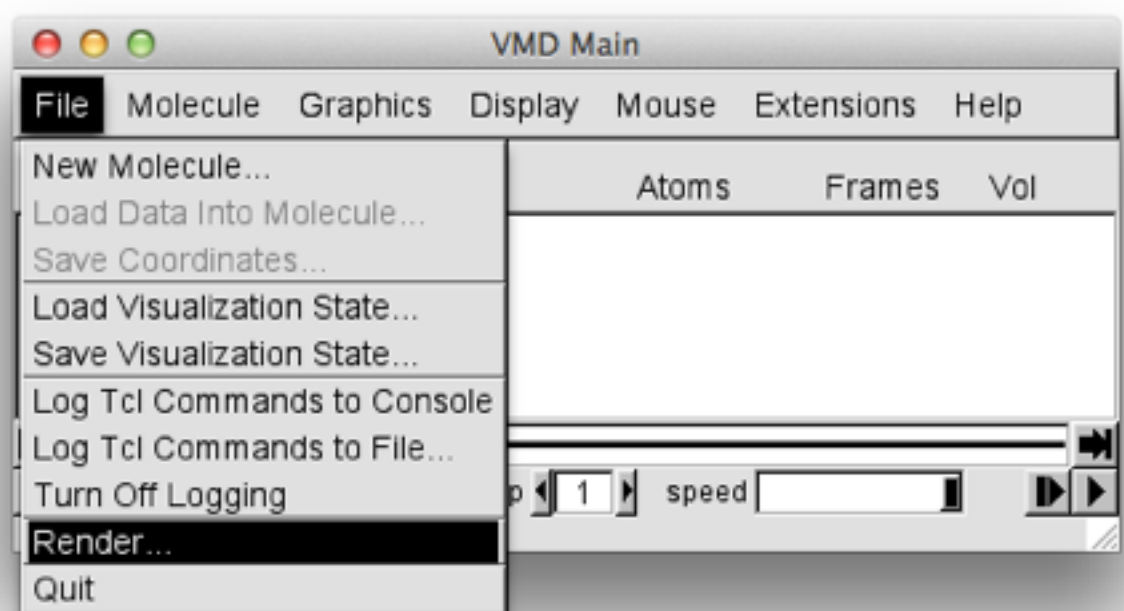 VMD Main
File Molecule Graphics Display Mouse Extensions Help
New Molecule...
Load Data Into Molecule...
Save Coordinates...
Load Visualization State...
Save Visualization State...
Log Tcl Commands to Console
Log Tcl Commands to File...
Turn Off Logging
Render...
Quit
Atoms Frames Vol
p 1 speed